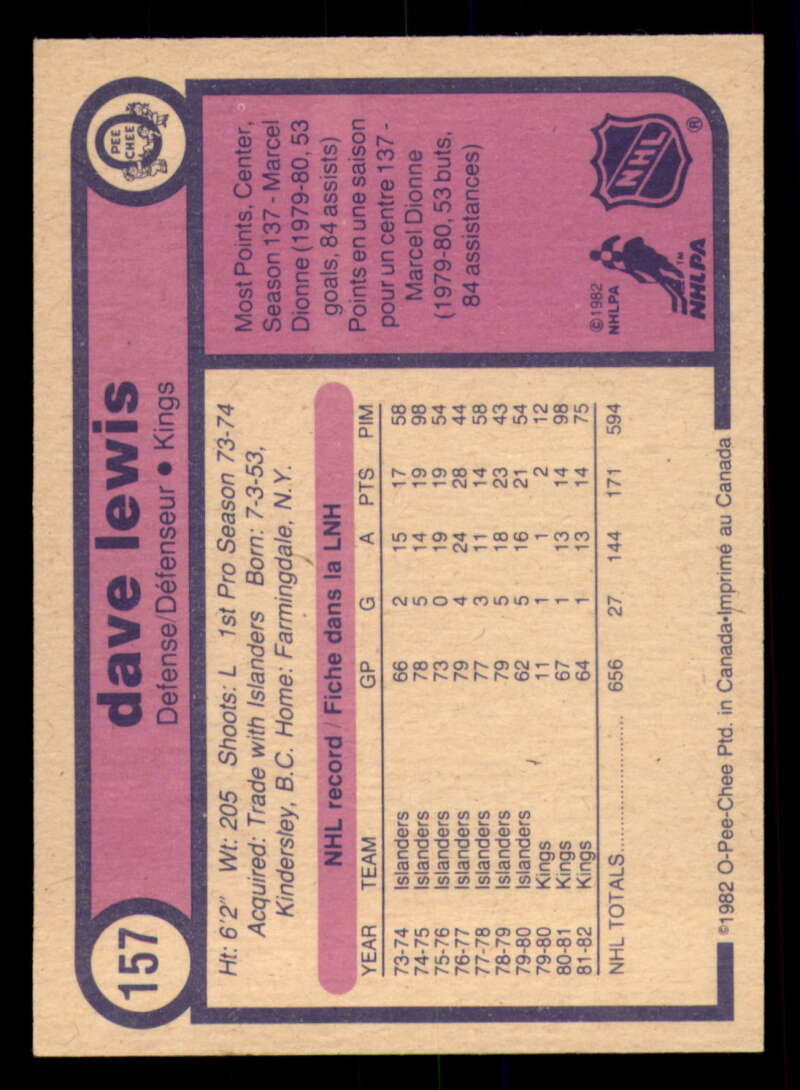 157
dave lewis
Defense/Défenseur • Kings
O
PEE
CHEE
Ht: 6'2" Wt: 205 Shoots: L 1st Pro Season 73-74
Acquired: Trade with Islanders Born: 7-3-53,
Kindersley, B.C. Home: Farmingdale, N.Y.
NHL record / Fiche dans la LNH
YEAR TEAM GP G A PTS PIM
73-74 Islanders 66 2 15 17 58
74-75 Islanders 78 5 14 19 98
75-76 Islanders 73 0 19 19 54
76-77 Islanders 79 4 24 28 44
77-78 Islanders 77 3 11 14 58
78-79 Islanders 79 5 18 23 43
79-80 Islanders 62 5 16 21 54
79-80 Kings 11 1 1 2 12
80-81 Kings 67 1 13 14 98
81-82 Kings 64 1 13 14 75
NHL TOTALS.................... 656 27 144 171 594
Most Points, Center,
Season 137 - Marcel
Dionne (1979-80, 53
goals, 84 assists)
Points en une saison
pour un centre 137 -
Marcel Dionne
(1979-80, 53 buts,
84 assistances)
©1982
NHLPA
NHLPA
™
NHL
®
©1982 O-Pee-Chee Ptd. in Canada•Imprimé au Canada